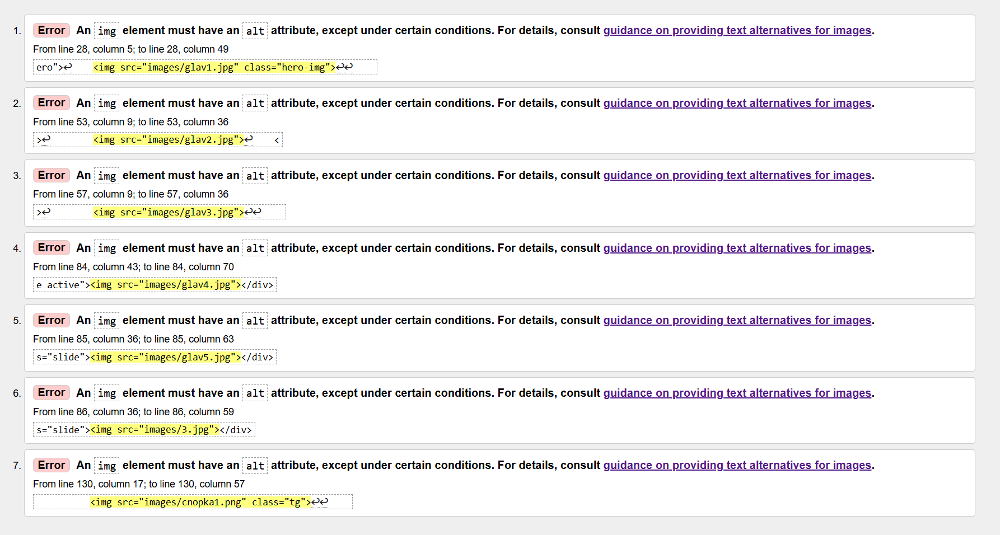 1. Error An img element must have an alt attribute, except under certain conditions. For details, consult guidance on providing text alternatives for images.
From line 28, column 5; to line 28, column 49
ero">↩    <img src="images/glav1.jpg" class="hero-img">↩↩
2. Error An img element must have an alt attribute, except under certain conditions. For details, consult guidance on providing text alternatives for images.
From line 53, column 9; to line 53, column 36
>↩        <img src="images/glav2.jpg">↩    <
3. Error An img element must have an alt attribute, except under certain conditions. For details, consult guidance on providing text alternatives for images.
From line 57, column 9; to line 57, column 36
>↩        <img src="images/glav3.jpg">↩↩
4. Error An img element must have an alt attribute, except under certain conditions. For details, consult guidance on providing text alternatives for images.
From line 84, column 43; to line 84, column 70
e active"><img src="images/glav4.jpg"></div>
5. Error An img element must have an alt attribute, except under certain conditions. For details, consult guidance on providing text alternatives for images.
From line 85, column 36; to line 85, column 63
s="slide"><img src="images/glav5.jpg"></div>
6. Error An img element must have an alt attribute, except under certain conditions. For details, consult guidance on providing text alternatives for images.
From line 86, column 36; to line 86, column 59
s="slide"><img src="images/3.jpg"></div>
7. Error An img element must have an alt attribute, except under certain conditions. For details, consult guidance on providing text alternatives for images.
From line 130, column 17; to line 130, column 57
<img src="images/cnopka1.png" class="tg">↩↩